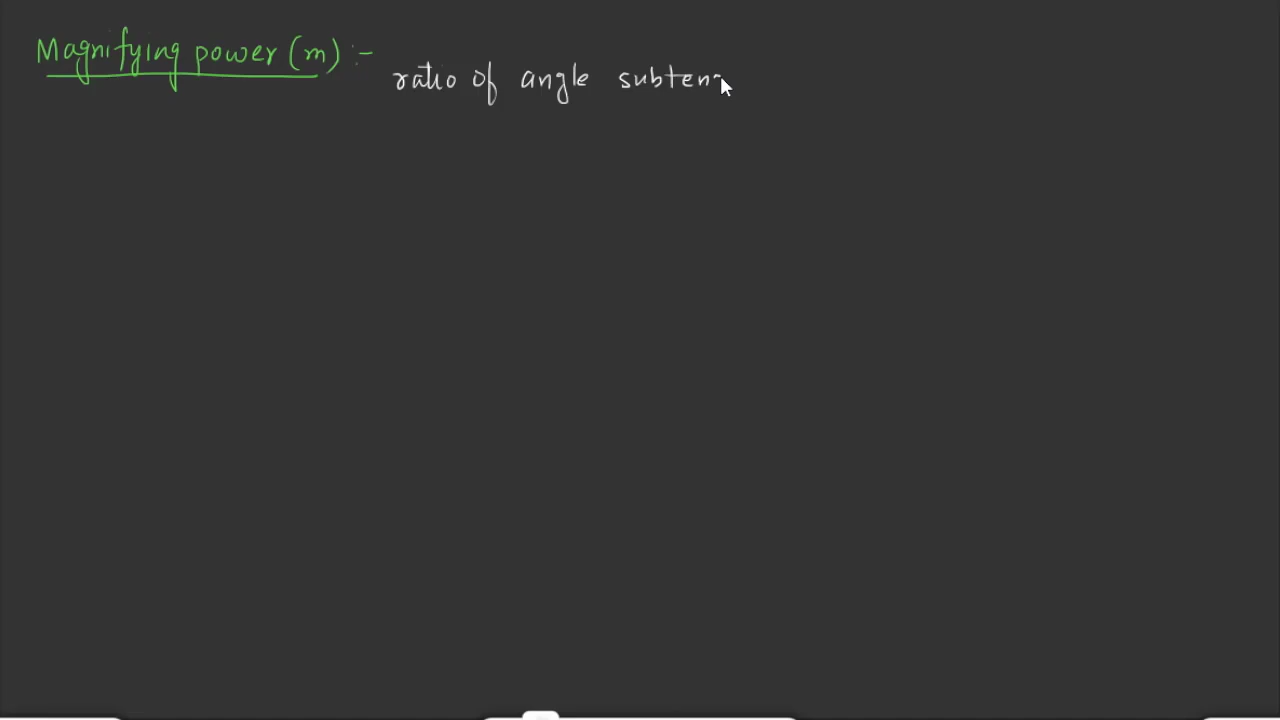 Magnifying power (m) :-
ratio of angle subten